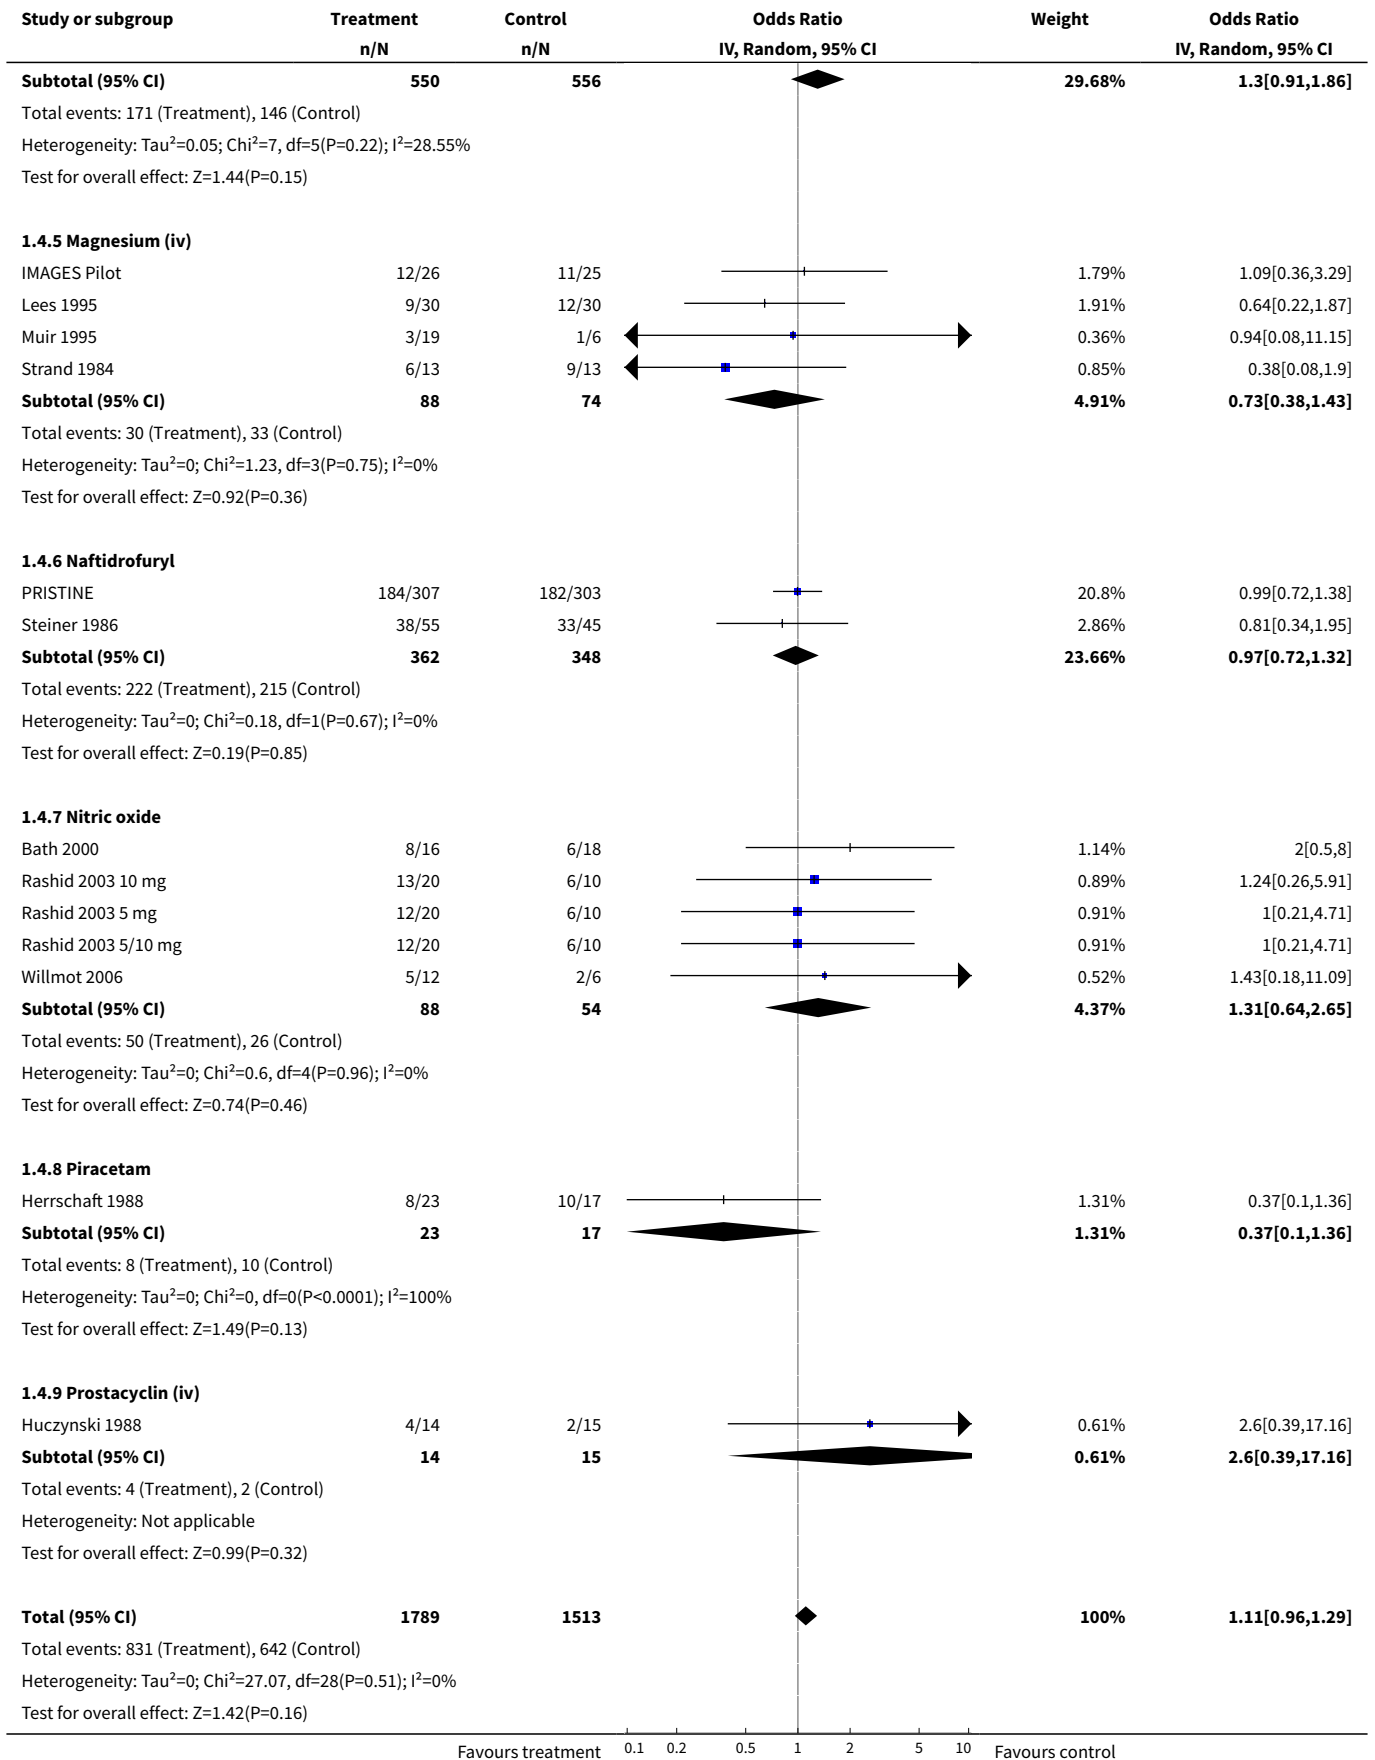 Study or subgroup Treatment Control Odds Ratio Weight Odds Ratio
n/N n/N IV, Random, 95% CI IV, Random, 95% CI
Subtotal (95% CI) 550 556 29.68% 1.3[0.91,1.86]
Total events: 171 (Treatment), 146 (Control)
Heterogeneity: Tau²=0.05; Chi²=7, df=5(P=0.22); I²=28.55%
Test for overall effect: Z=1.44(P=0.15)
1.4.5 Magnesium (iv)
IMAGES Pilot 12/26 11/25 1.79% 1.09[0.36,3.29]
Lees 1995 9/30 12/30 1.91% 0.64[0.22,1.87]
Muir 1995 3/19 1/6 0.36% 0.94[0.08,11.15]
Strand 1984 6/13 9/13 0.85% 0.38[0.08,1.9]
Subtotal (95% CI) 88 74 4.91% 0.73[0.38,1.43]
Total events: 30 (Treatment), 33 (Control)
Heterogeneity: Tau²=0; Chi²=1.23, df=3(P=0.75); I²=0%
Test for overall effect: Z=0.92(P=0.36)
1.4.6 Naftidrofuryl
PRISTINE 184/307 182/303 20.8% 0.99[0.72,1.38]
Steiner 1986 38/55 33/45 2.86% 0.81[0.34,1.95]
Subtotal (95% CI) 362 348 23.66% 0.97[0.72,1.32]
Total events: 222 (Treatment), 215 (Control)
Heterogeneity: Tau²=0; Chi²=0.18, df=1(P=0.67); I²=0%
Test for overall effect: Z=0.19(P=0.85)
1.4.7 Nitric oxide
Bath 2000 8/16 6/18 1.14% 2[0.5,8]
Rashid 2003 10 mg 13/20 6/10 0.89% 1.24[0.26,5.91]
Rashid 2003 5 mg 12/20 6/10 0.91% 1[0.21,4.71]
Rashid 2003 5/10 mg 12/20 6/10 0.91% 1[0.21,4.71]
Willmot 2006 5/12 2/6 0.52% 1.43[0.18,11.09]
Subtotal (95% CI) 88 54 4.37% 1.31[0.64,2.65]
Total events: 50 (Treatment), 26 (Control)
Heterogeneity: Tau²=0; Chi²=0.6, df=4(P=0.96); I²=0%
Test for overall effect: Z=0.74(P=0.46)
1.4.8 Piracetam
Herrschaft 1988 8/23 10/17 1.31% 0.37[0.1,1.36]
Subtotal (95% CI) 23 17 1.31% 0.37[0.1,1.36]
Total events: 8 (Treatment), 10 (Control)
Heterogeneity: Tau²=0; Chi²=0, df=0(P<0.0001); I²=100%
Test for overall effect: Z=1.49(P=0.13)
1.4.9 Prostacyclin (iv)
Huczynski 1988 4/14 2/15 0.61% 2.6[0.39,17.16]
Subtotal (95% CI) 14 15 0.61% 2.6[0.39,17.16]
Total events: 4 (Treatment), 2 (Control)
Heterogeneity: Not applicable
Test for overall effect: Z=0.99(P=0.32)
Total (95% CI) 1789 1513 100% 1.11[0.96,1.29]
Total events: 831 (Treatment), 642 (Control)
Heterogeneity: Tau²=0; Chi²=27.07, df=28(P=0.51); I²=0%
Test for overall effect: Z=1.42(P=0.16)
Favours treatment 0.1 0.2 0.5 1 2 5 10 Favours control